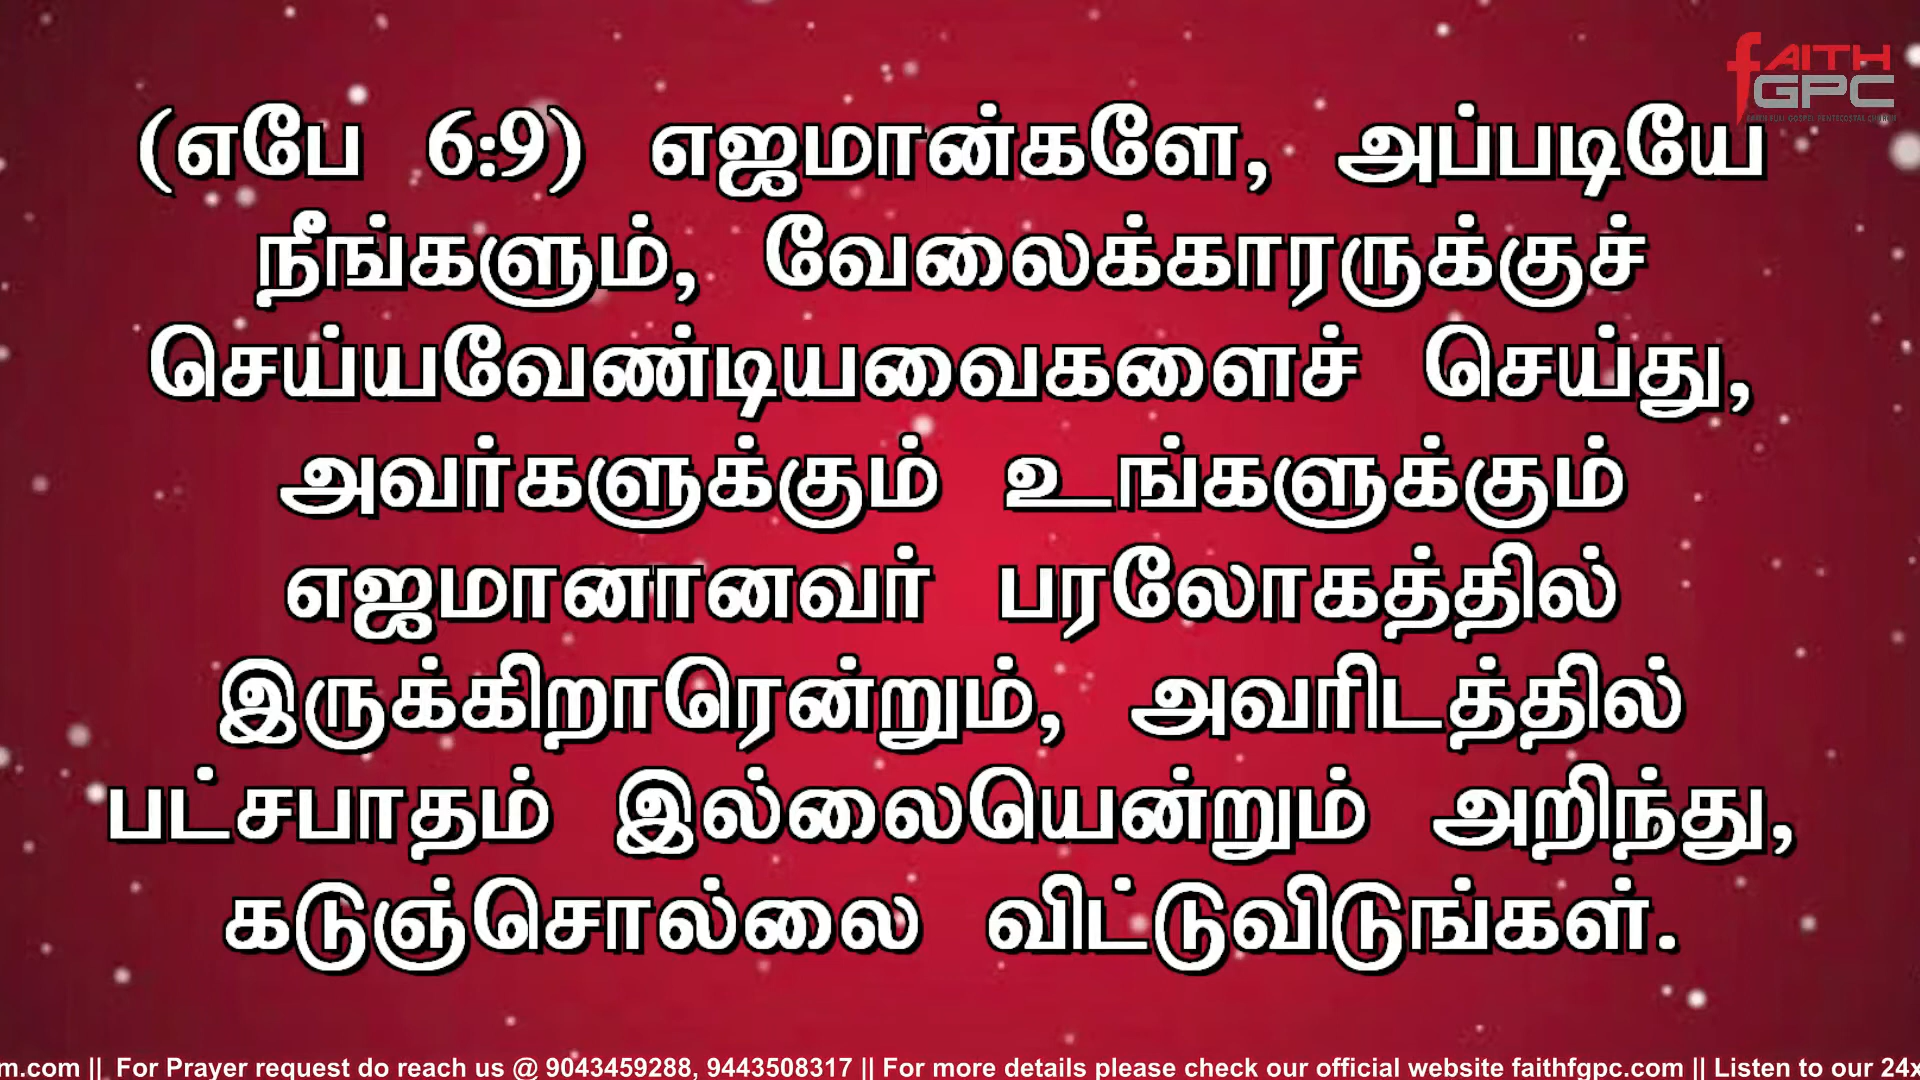 FAITH
GPC
(எபே 6:9) எஜமான்களே, அப்படியே
நீங்களும், வேலைக்காரருக்குச்
செய்யவேண்டியவைகளைச் செய்து,
அவர்களுக்கும் உங்களுக்கும்
எஜமானானவர் பரலோகத்தில்
இருக்கிறாரென்றும், அவரிடத்தில்
பட்சபாதம் இல்லையென்றும் அறிந்து,
கடுஞ்சொல்லை விட்டுவிடுங்கள்.
m.com || For Prayer request do reach us @ 9043459288, 9443508317 || For more details please check our official website faithfgpc.com || Listen to our 24x